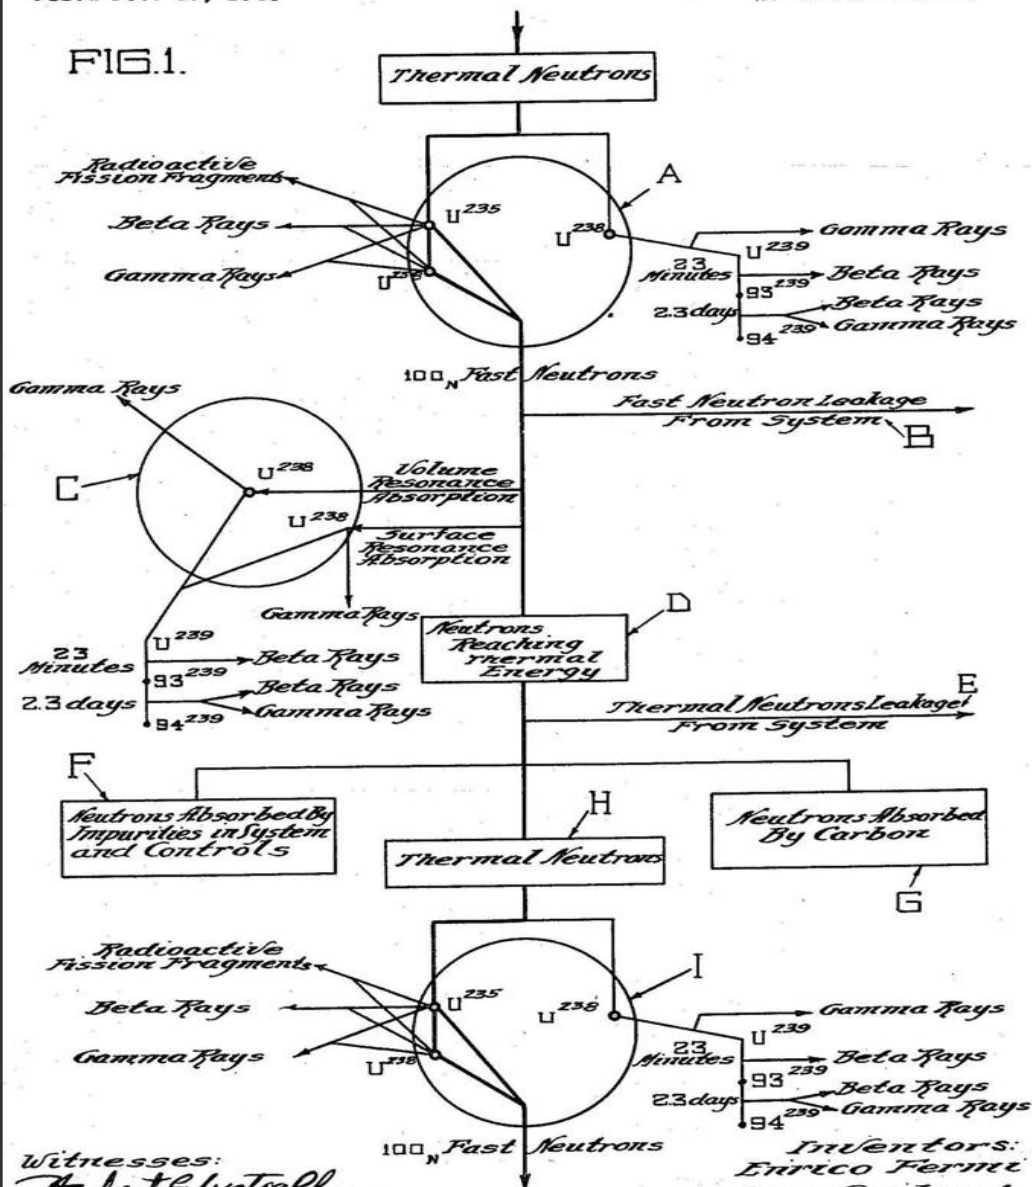 FIG.1.
Thermal Neutrons
Radioactive
Fission Fragments
Beta Rays
Gamma Rays
U235
U238
U238
A
Gamma Rays
U239
23
Minutes
Beta Rays
93239
2.3 days
Beta Rays
Gamma Rays
94239
100N Fast Neutrons
Fast Neutron Leakage
From System
B
Gamma Rays
C
U238
Volume
Resonance
Absorption
U238
Surface
Resonance
Absorption
Gamma Rays
U239
23
Minutes
Beta Rays
93239
2.3 days
Beta Rays
Gamma Rays
94239
D
Neutrons
Reaching
Thermal
Energy
E
Thermal Neutrons Leakage
From System
F
Neutrons Absorbed By
Impurities in System
and Controls
H
Thermal Neutrons
Neutrons Absorbed
By Carbon
G
Radioactive
Fission Fragments
Beta Rays
Gamma Rays
U235
U238
U238
I
Gamma Rays
U239
23
Minutes
Beta Rays
93239
2.3 days
Beta Rays
Gamma Rays
94239
100N Fast Neutrons
Witnesses:
Inventors:
Enrico Fermi